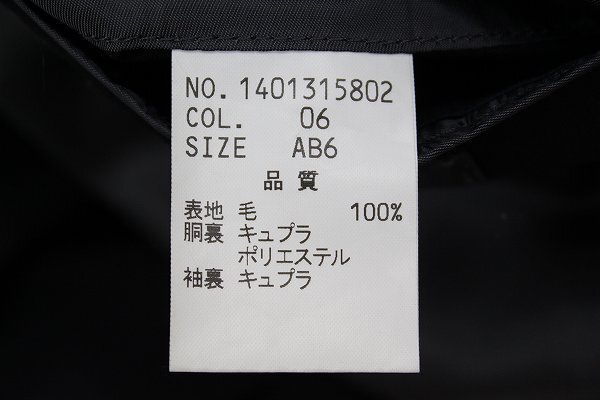 NO. 1401315802
COL. 06
SIZE AB6
品質
表地 毛 100%
胴裏 キュプラ
ポリエステル
袖裏 キュプラ